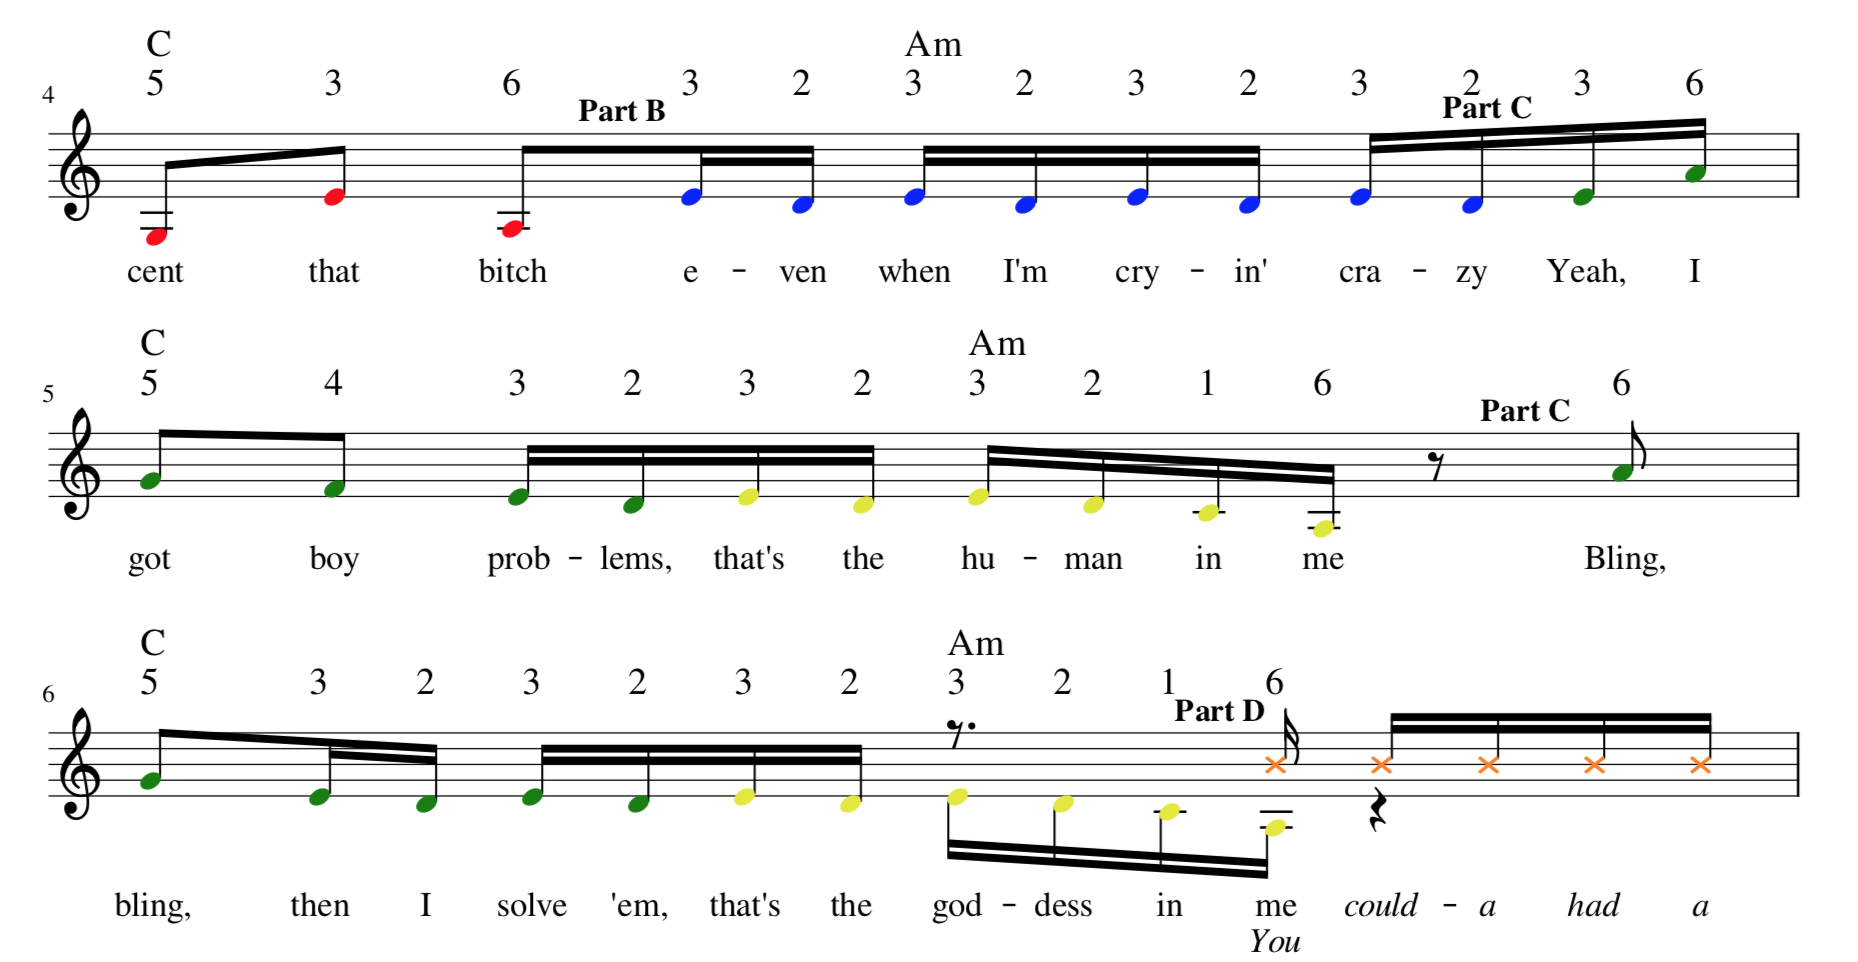 C Am
4 5 3 6 3 2 3 2 3 2 3 2 3 6
Part B Part C
cent that bitch e - ven when I'm cry - in' cra - zy Yeah, I
C Am
5 5 4 3 2 3 2 3 2 1 6 6
Part C
got boy prob - lems, that's the hu - man in me Bling,
C Am
6 5 3 2 3 2 3 2 3 2 1 6
Part D
bling, then I solve 'em, that's the god - dess in me could - a had a
You